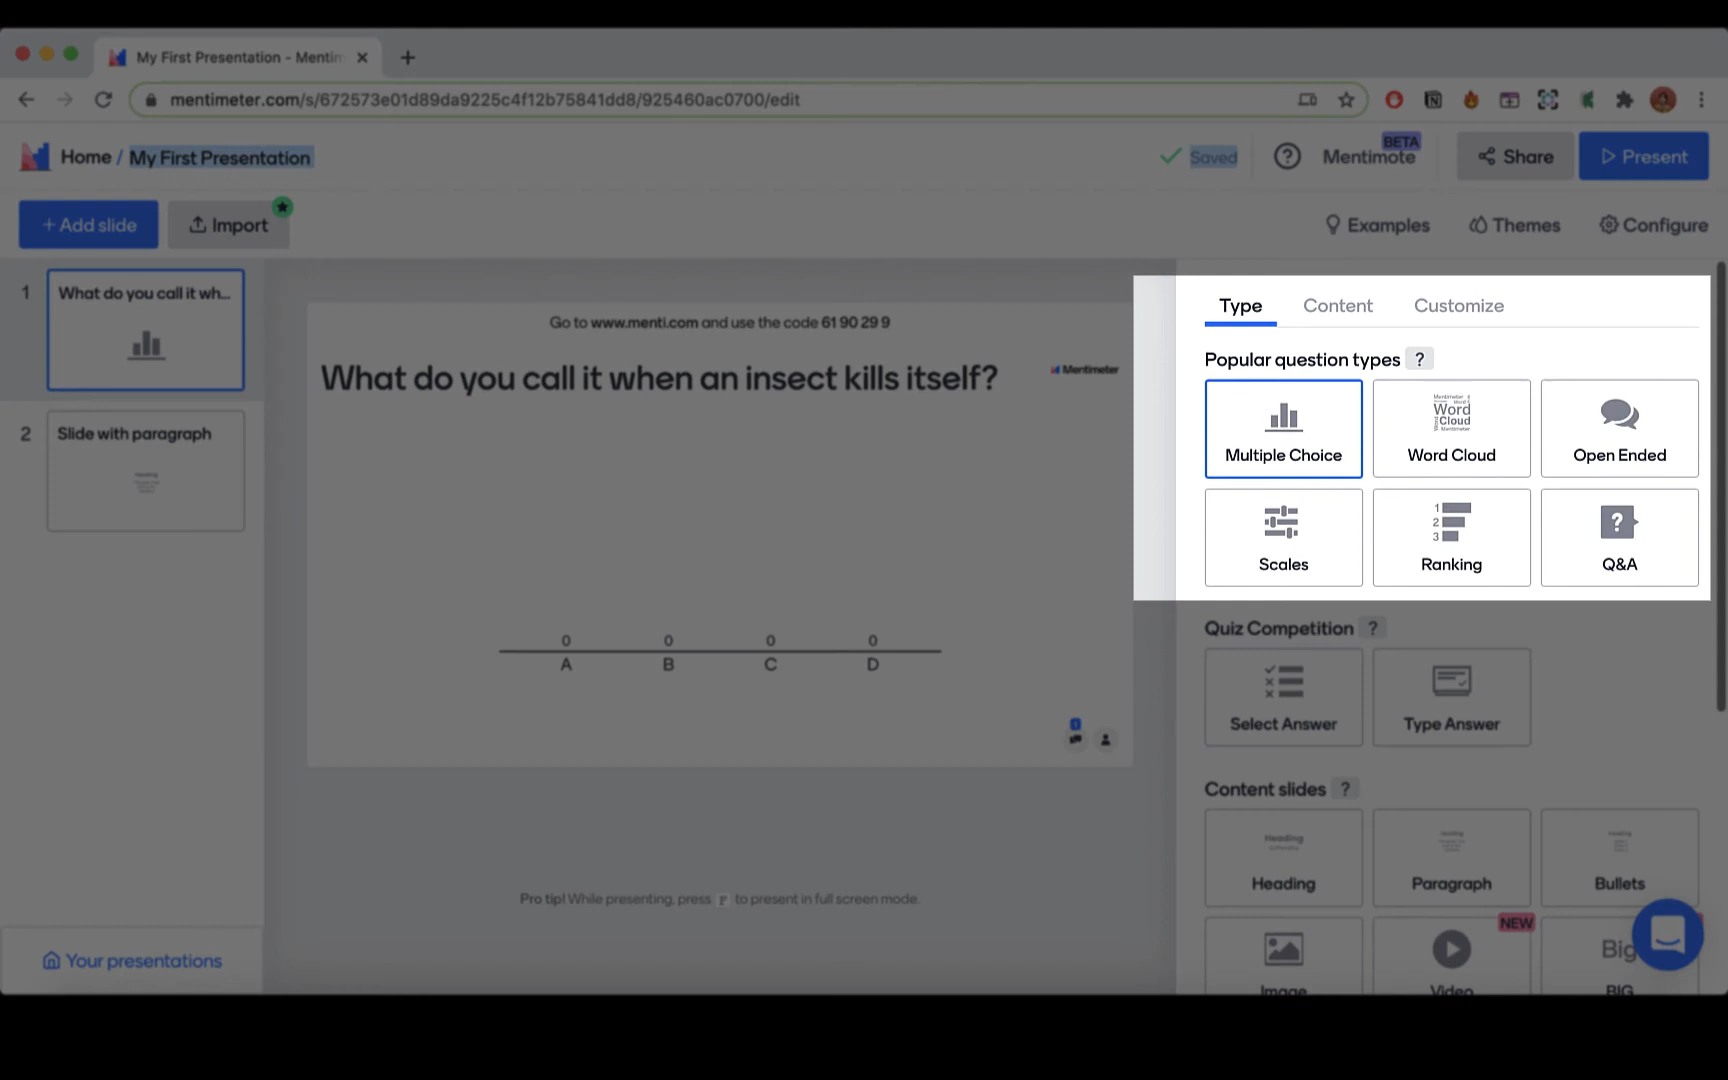 My First Presentation - Mentim
mentimeter.com/s/672573e01d89da9225c4f12b75841dd8/925460ac0700/edit
Home / My First Presentation
Saved
?
Mentimote
BETA
Share
Present
+ Add slide
Import
Examples
Themes
Configure
1
What do you call it wh...
2
Slide with paragraph
Your presentations
Go to www.menti.com and use the code 61 90 29 9
What do you call it when an insect kills itself?
Mentimeter
0 0 0 0
A B C D
Pro tip! While presenting, press F to present in full screen mode.
Type Content Customize
Popular question types ?
Multiple Choice
Word Cloud
Open Ended
Scales
1
2
3
Ranking
?
Q&A
Quiz Competition ?
Select Answer
Type Answer
Content slides ?
Heading
Heading
Paragraph
Bullets
Image
NEW
Video
Big
BIG